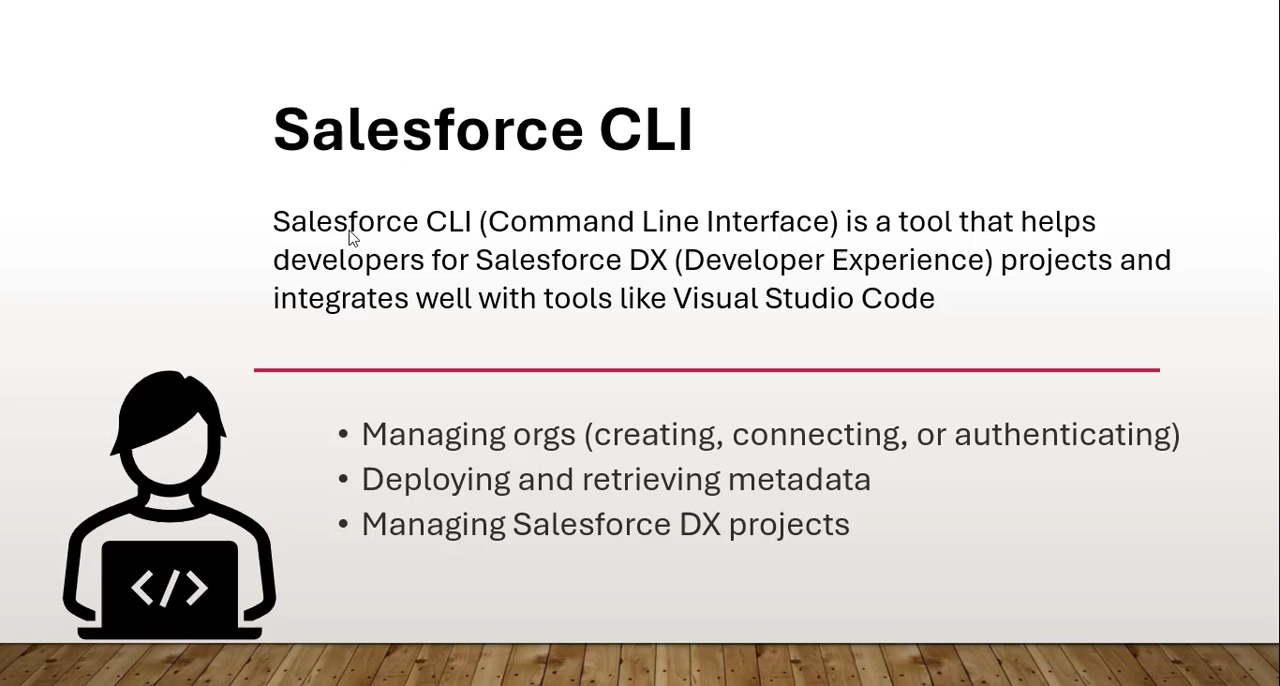 Salesforce CLI
Salesforce CLI (Command Line Interface) is a tool that helps
developers for Salesforce DX (Developer Experience) projects and
integrates well with tools like Visual Studio Code
• Managing orgs (creating, connecting, or authenticating)
• Deploying and retrieving metadata
• Managing Salesforce DX projects
</>